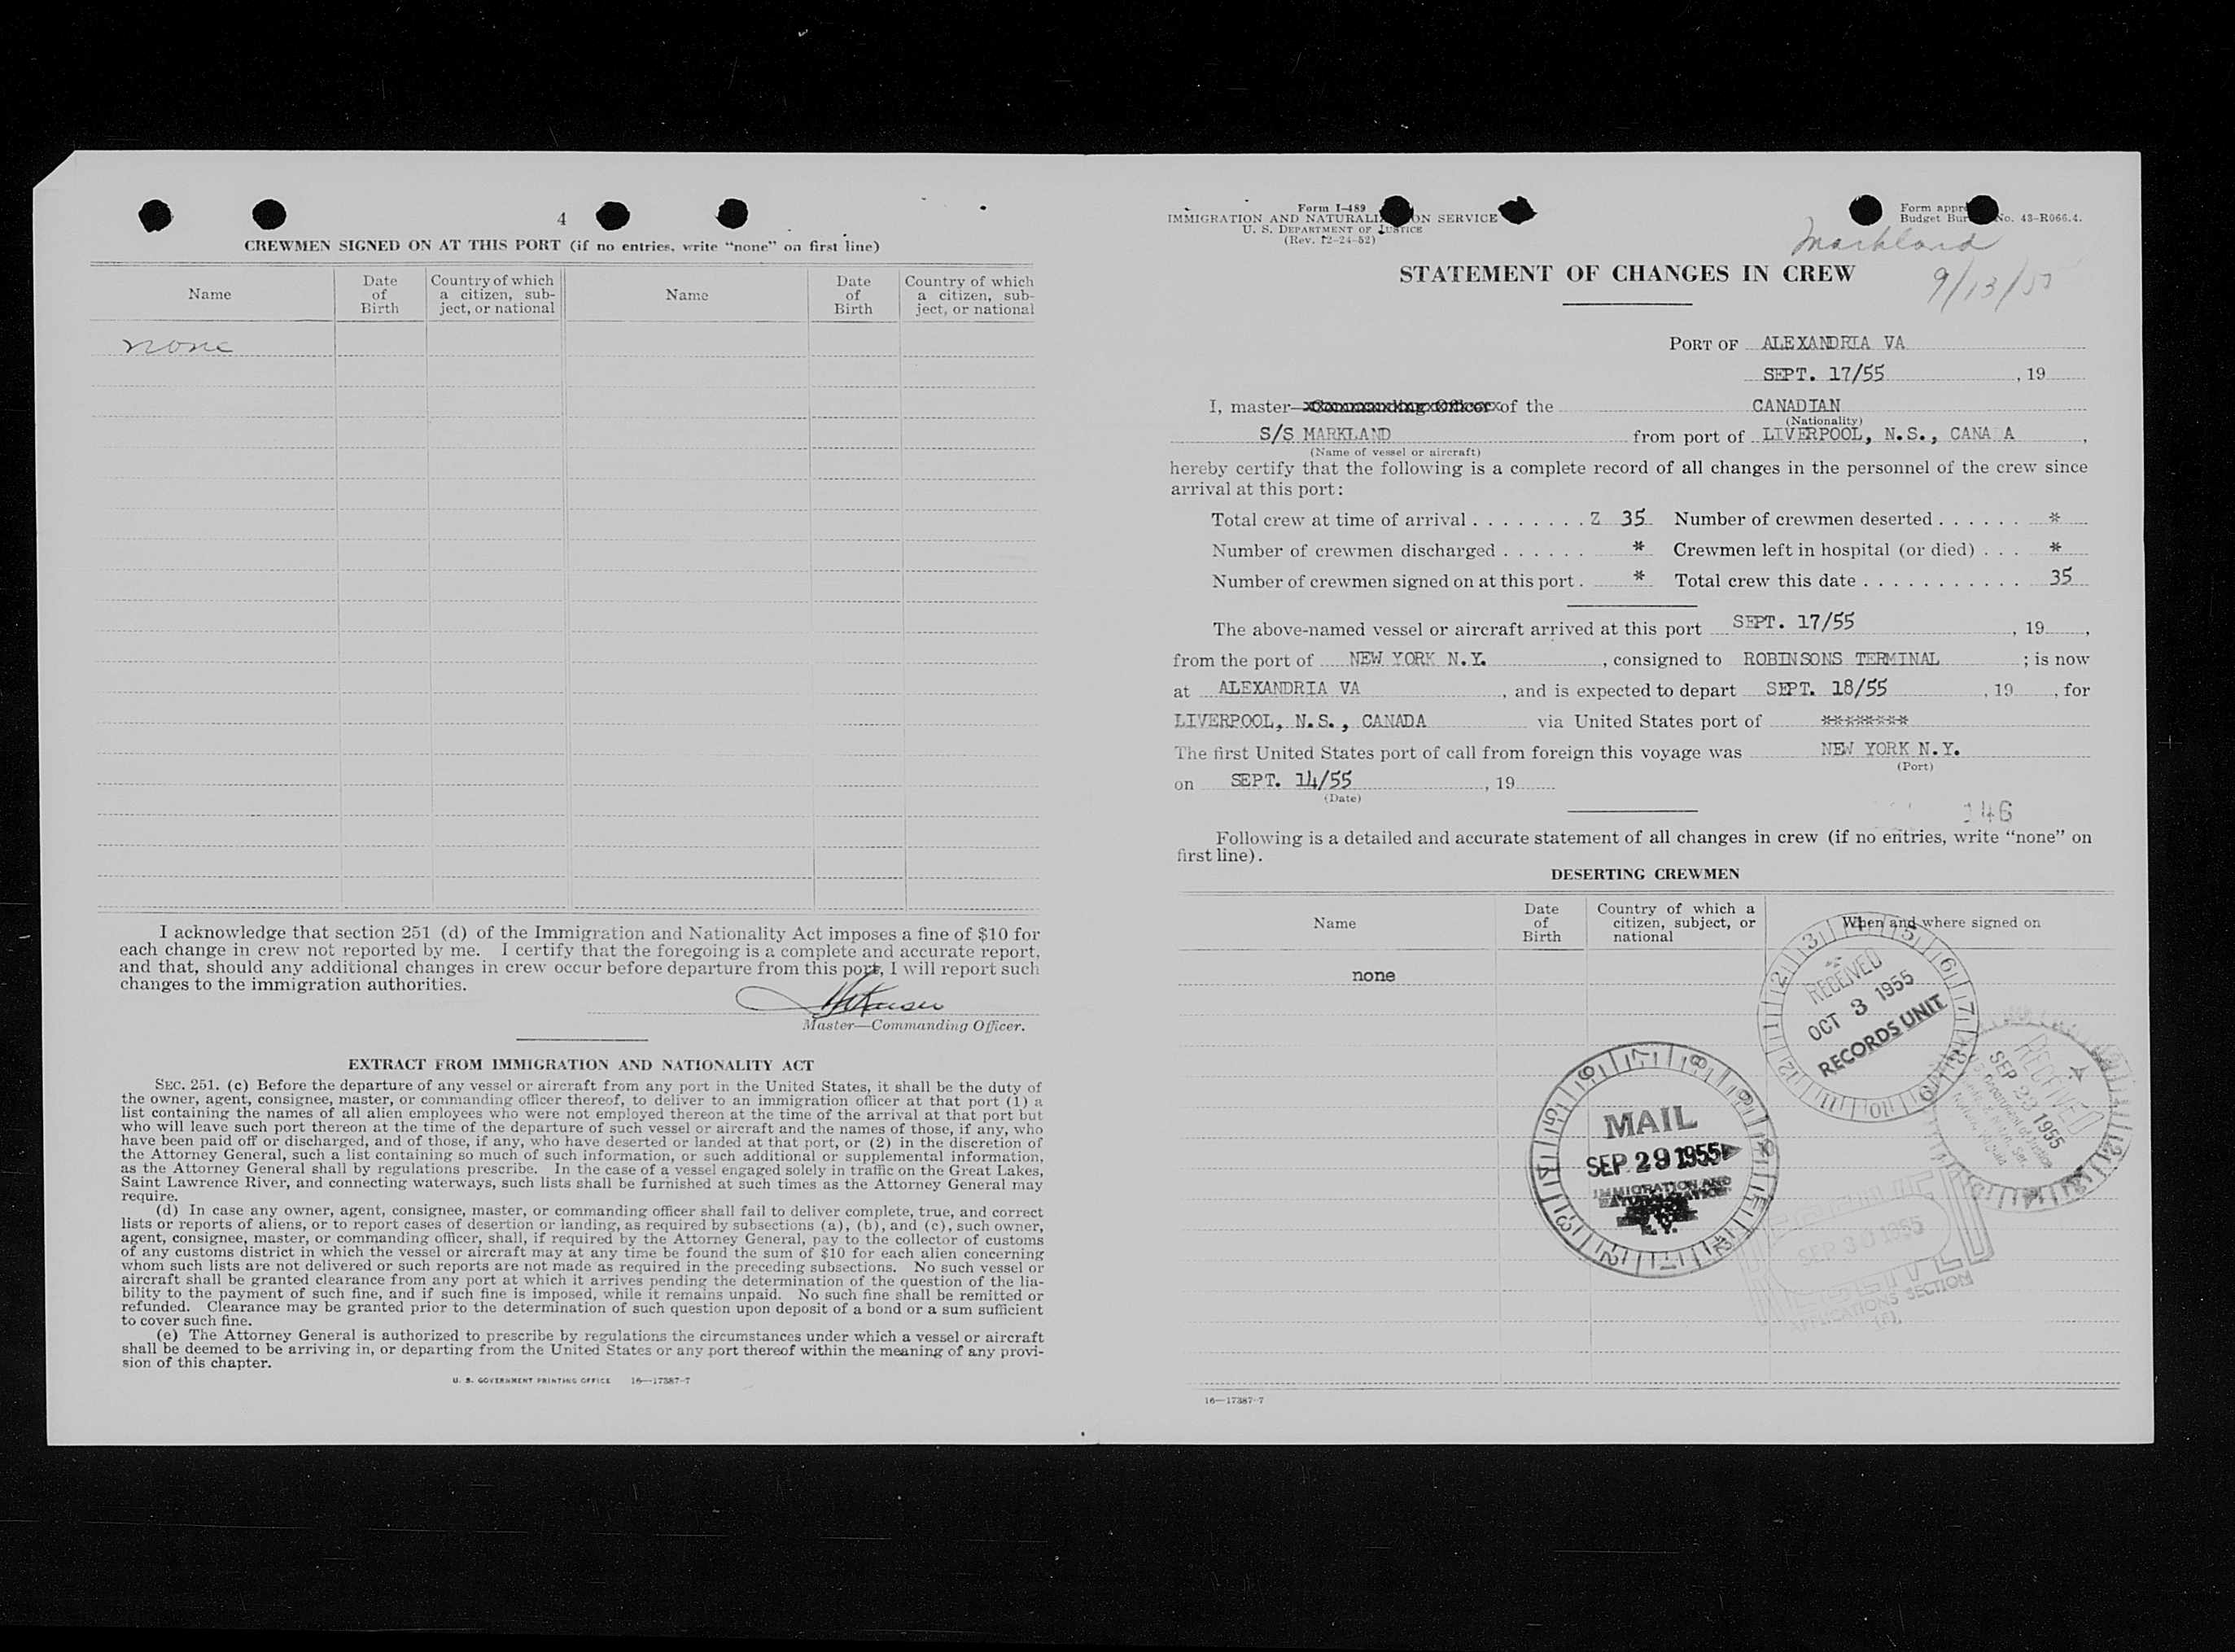 4
CREWMEN SIGNED ON AT THIS PORT (if no entries, write “none” on first line)
Name
Date of Birth
Country of which a citizen, subject, or national
Name
Date of Birth
Country of which a citizen, subject, or national
none
I acknowledge that section 251 (d) of the Immigration and Nationality Act imposes a fine of $10 for
each change in crew not reported by me. I certify that the foregoing is a complete and accurate report,
and that, should any additional changes in crew occur before departure from this port, I will report such
changes to the immigration authorities.
Master—Commanding Officer.
EXTRACT FROM IMMIGRATION AND NATIONALITY ACT
SEC. 251. (c) Before the departure of any vessel or aircraft from any port in the United States, it shall be the duty of
the owner, agent, consignee, master, or commanding officer thereof, to deliver to an immigration officer at that port (1) a
list containing the names of all alien employees who were not employed thereon at the time of the arrival at that port but
who will leave such port thereon at the time of the departure of such vessel or aircraft and the names of those, if any, who
have been paid off or discharged, and of those, if any, who have deserted or landed at that port, or (2) in the discretion of
the Attorney General, such a list containing so much of such information, or such additional or supplemental information,
as the Attorney General shall by regulations prescribe. In the case of a vessel engaged solely in traffic on the Great Lakes,
Saint Lawrence River, and connecting waterways, such lists shall be furnished at such times as the Attorney General may
require.
(d) In case any owner, agent, consignee, master, or commanding officer shall fail to deliver complete, true, and correct
lists or reports of aliens, or to report cases of desertion or landing, as required by subsections (a), (b), and (c), such owner,
agent, consignee, master, or commanding officer, shall, if required by the Attorney General, pay to the collector of customs
of any customs district in which the vessel or aircraft may at any time be found the sum of $10 for each alien concerning
whom such lists are not delivered or such reports are not made as required in the preceding subsections. No such vessel or
aircraft shall be granted clearance from any port at which it arrives pending the determination of the question of the lia-
bility to the payment of such fine, and if such fine is imposed, while it remains unpaid. No such fine shall be remitted or
refunded. Clearance may be granted prior to the determination of such question upon deposit of a bond or a sum sufficient
to cover such fine.
(e) The Attorney General is authorized to prescribe by regulations the circumstances under which a vessel or aircraft
shall be deemed to be arriving in, or departing from the United States or any port thereof within the meaning of any provi-
sion of this chapter.
U. S. GOVERNMENT PRINTING OFFICE 16—17387-7
Form I-489
IMMIGRATION AND NATURALI ON SERVICE
U. S. DEPARTMENT OF JUSTICE
(Rev. 12-24-52)
Form appr
Budget Bur No. 43-R066.4.
Markland
STATEMENT OF CHANGES IN CREW
9/13/55
PORT OF ALEXANDRIA VA
SEPT. 17/55, 19
I, master—Commanding Officer of the CANADIAN
(Nationality)
S/S MARKLAND from port of LIVERPOOL, N.S., CANA A,
(Name of vessel or aircraft)
hereby certify that the following is a complete record of all changes in the personnel of the crew since
arrival at this port:
Total crew at time of arrival . . . . . . . . Z 35 Number of crewmen deserted . . . . . . *
Number of crewmen discharged . . . . . . * Crewmen left in hospital (or died) . . . *
Number of crewmen signed on at this port . * Total crew this date . . . . . . . . . . . 35
The above-named vessel or aircraft arrived at this port SEPT. 17/55, 19,
from the port of NEW YORK N.Y., consigned to ROBINSONS TERMINAL; is now
at ALEXANDRIA VA, and is expected to depart SEPT. 18/55, 19, for
LIVERPOOL, N.S., CANADA via United States port of ********
The first United States port of call from foreign this voyage was NEW YORK N.Y.
(Port)
on SEPT. 14/55, 19
(Date)
146
Following is a detailed and accurate statement of all changes in crew (if no entries, write “none” on
first line).
DESERTING CREWMEN
Name
Date of Birth
Country of which a citizen, subject, or national
When and where signed on
none
RECEIVED
OCT 3 1955
RECORDS UNIT
MAIL
SEP 29 1955
IMMIGRATION AND
NATURALIZATION
N.Y.
RECEIVED
SEP 1955
SEP 30 1955
APPLICATIONS SECTION
16—17387-7